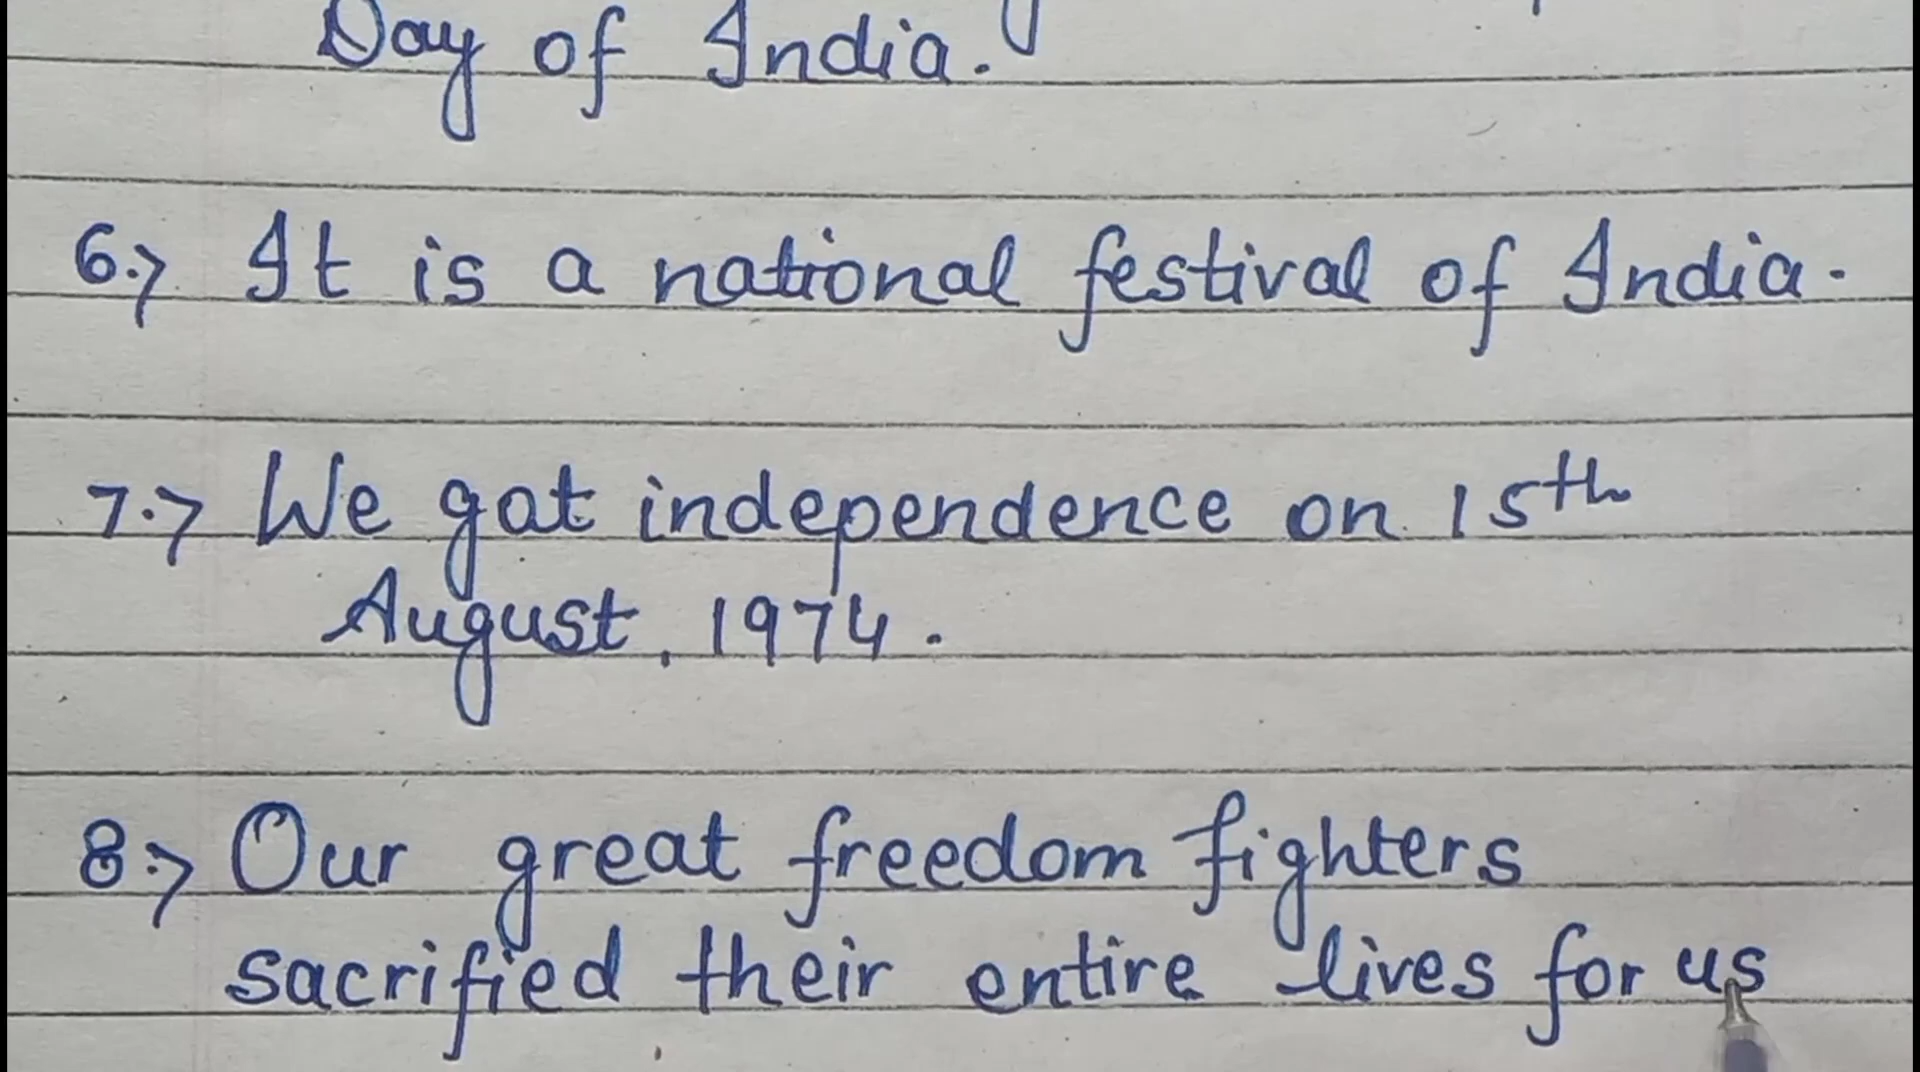 Day of India.
6.> It is a national festival of India.
7.> We got independence on 15th
August, 1974.
8.> Our great freedom fighters
sacrified their entire lives for us